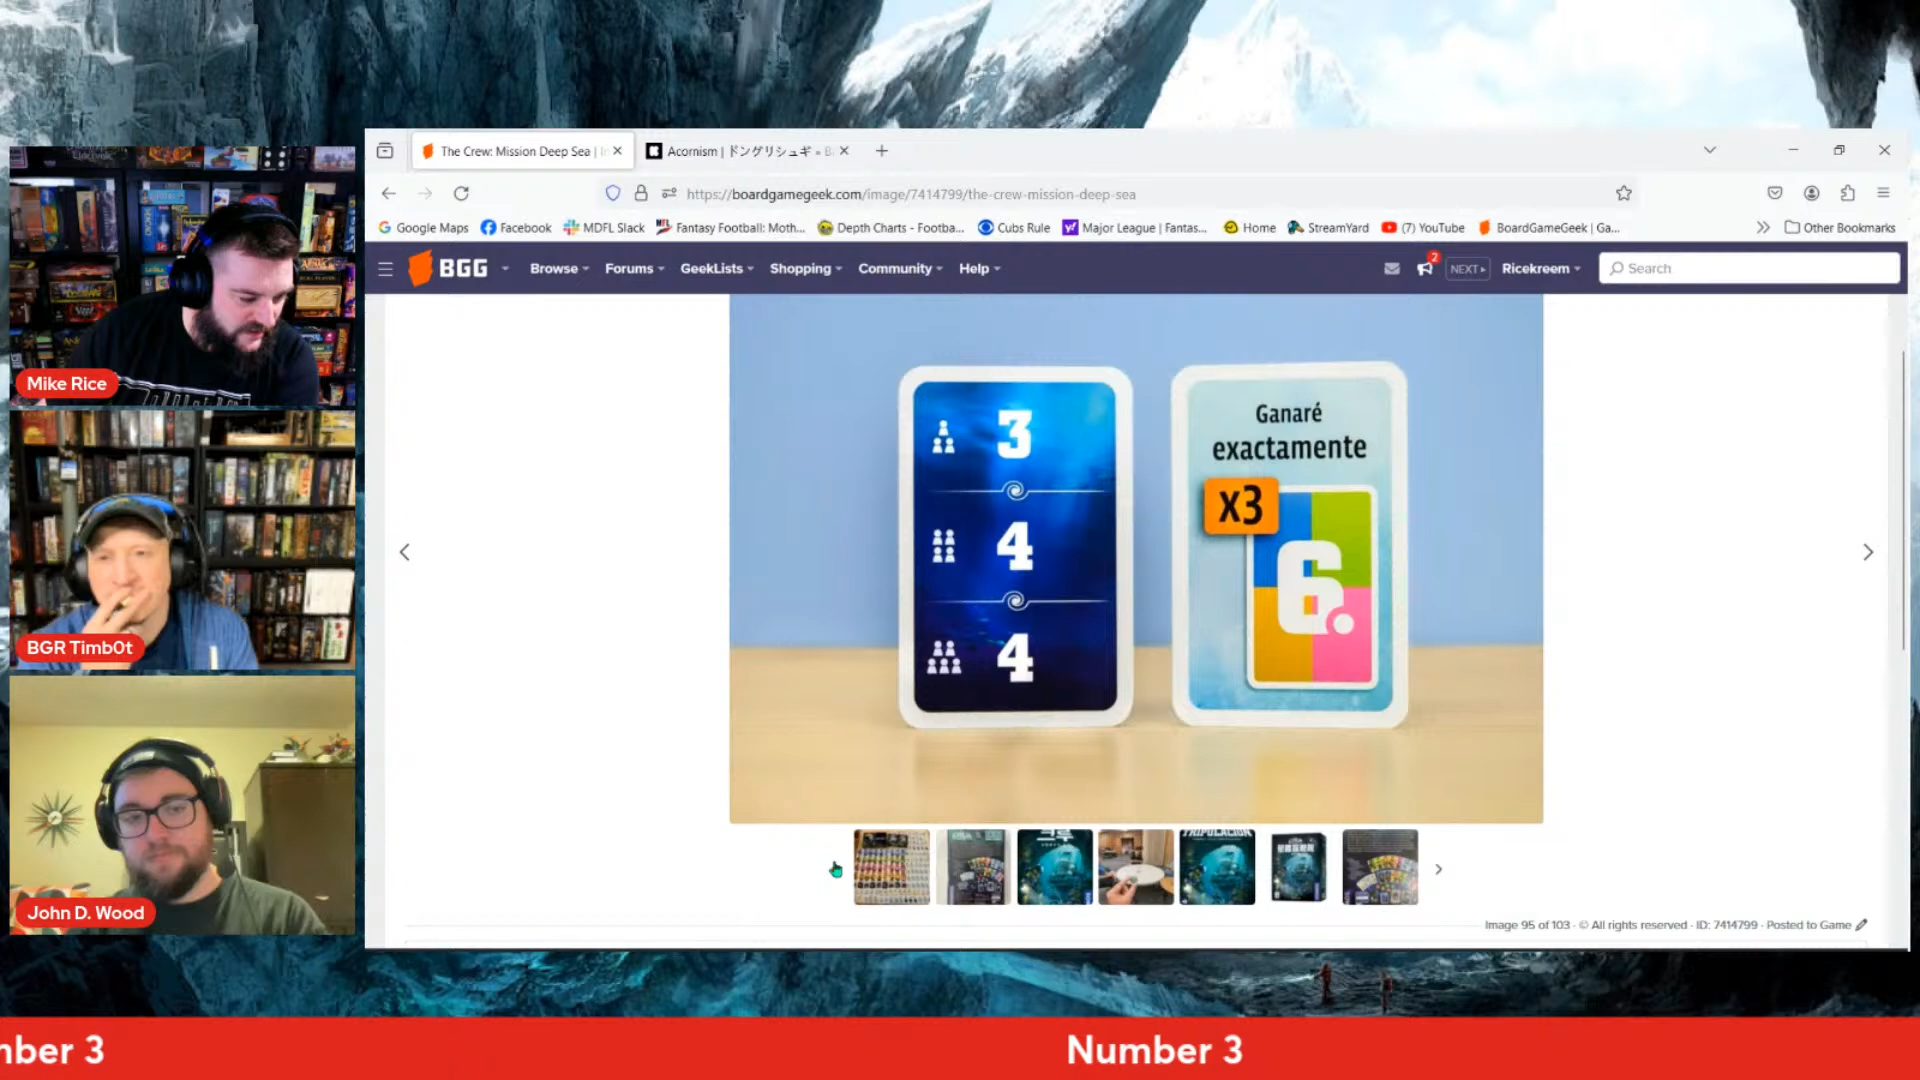 The Crew: Mission Deep Sea | I
Acornism | ドングリシュギ » B
https://boardgamegeek.com/image/7414799/the-crew-mission-deep-sea
Google Maps
Facebook
MDFL Slack
Fantasy Football: Moth...
Depth Charts - Footba...
Cubs Rule
Major League | Fantas...
Home
StreamYard
(7) YouTube
BoardGameGeek | Ga...
Other Bookmarks
BGG
Browse
Forums
GeekLists
Shopping
Community
Help
2
NEXT
Ricekreem
Search
3
4
4
Ganaré
exactamente
X3
6.
Mike Rice
BGR Timb0t
John D. Wood
TRIPULACIÓN
Image 95 of 103 · © All rights reserved · ID: 7414799 · Posted to Game
nber 3
Number 3